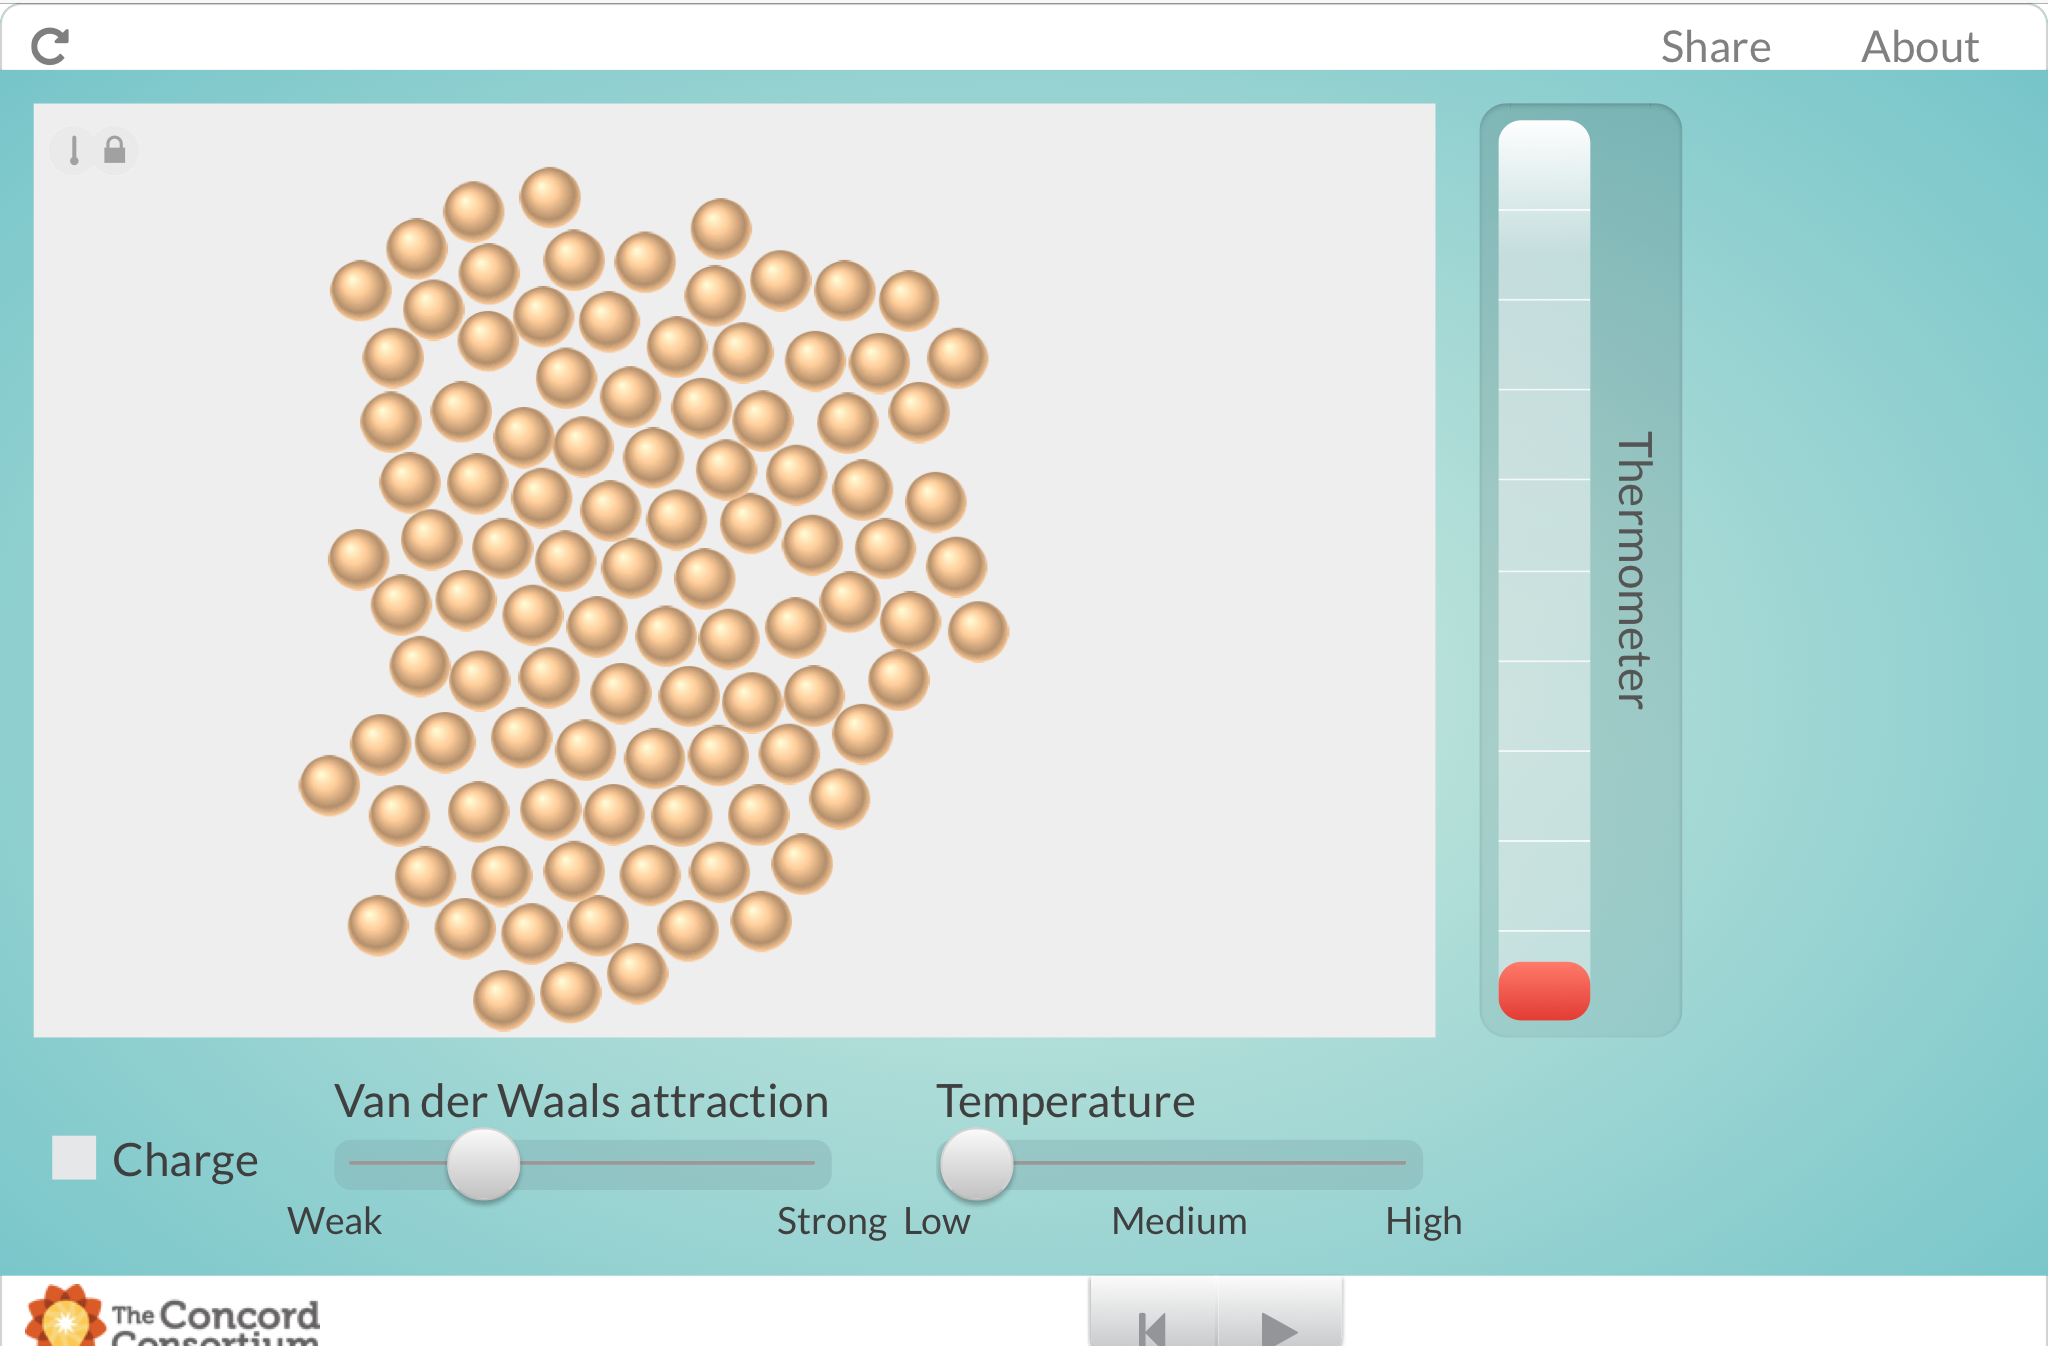 Share About
Thermometer
Van der Waals attraction
Temperature
Charge
Weak Strong
Low Medium High
The Concord
Consortium